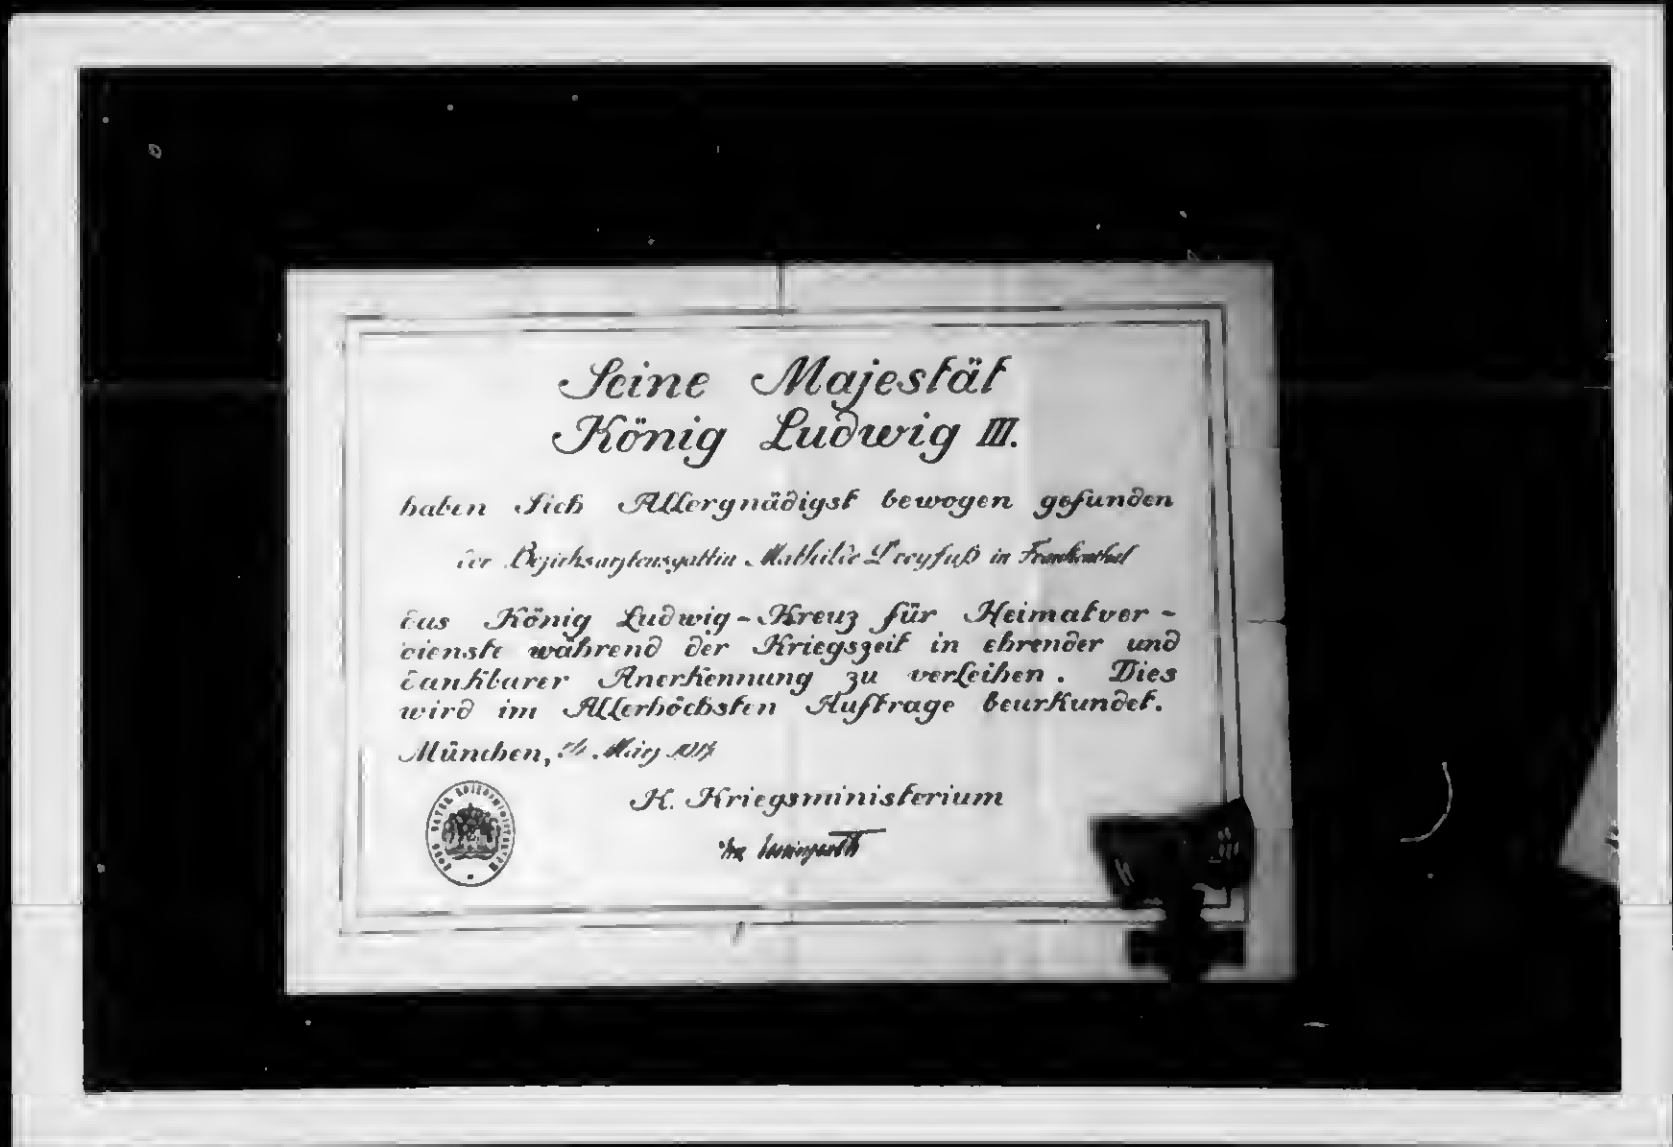 Seine Majestät
König Ludwig III.
haben Sich Allergnädigst bewogen gefunden
der Bezirksarztensgattin Mathilde Dreyfuß in Frankenthal
das König Ludwig-Kreuz für Heimatver-
dienste während der Kriegszeit in ehrender und
dankbarer Anerkennung zu verleihen. Dies
wird im Allerhöchsten Auftrage beurkundet.
München, März
K. Kriegsministerium